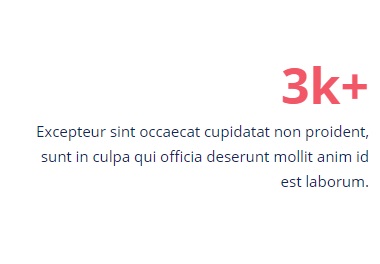 3k+
Excepteur sint occaecat cupidatat non proident,
sunt in culpa qui officia deserunt mollit anim id
est laborum.